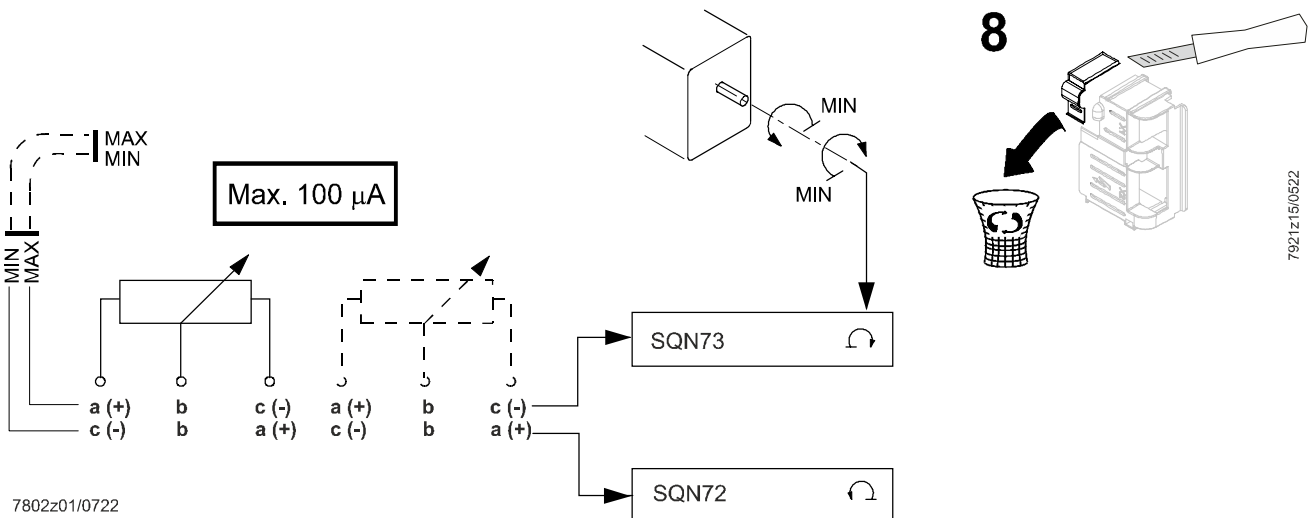 8
MAX
MIN
MIN
MAX
Max. 100 µA
MIN
MIN
7921z15/0522
SQN73
a (+) b c (-) a (+) b c (-)
c (-) b a (+) c (-) b a (+)
SQN72
7802z01/0722